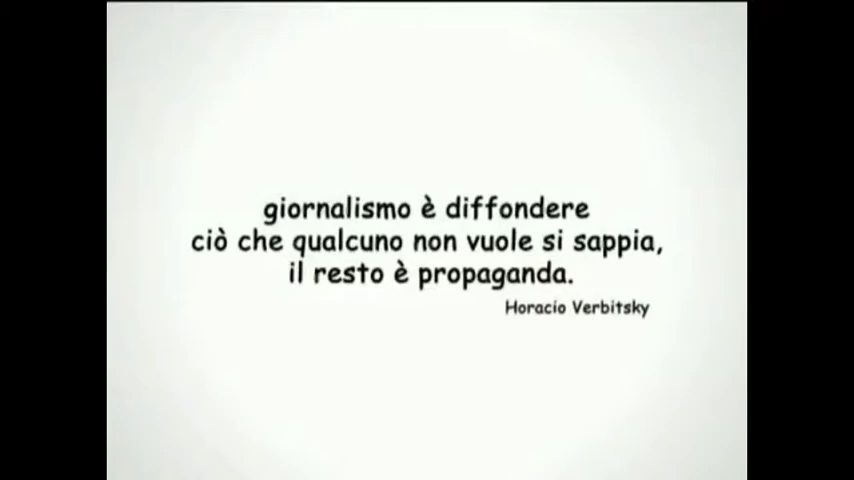 giornalismo è diffondere
ciò che qualcuno non vuole si sappia,
il resto è propaganda.
Horacio Verbitsky